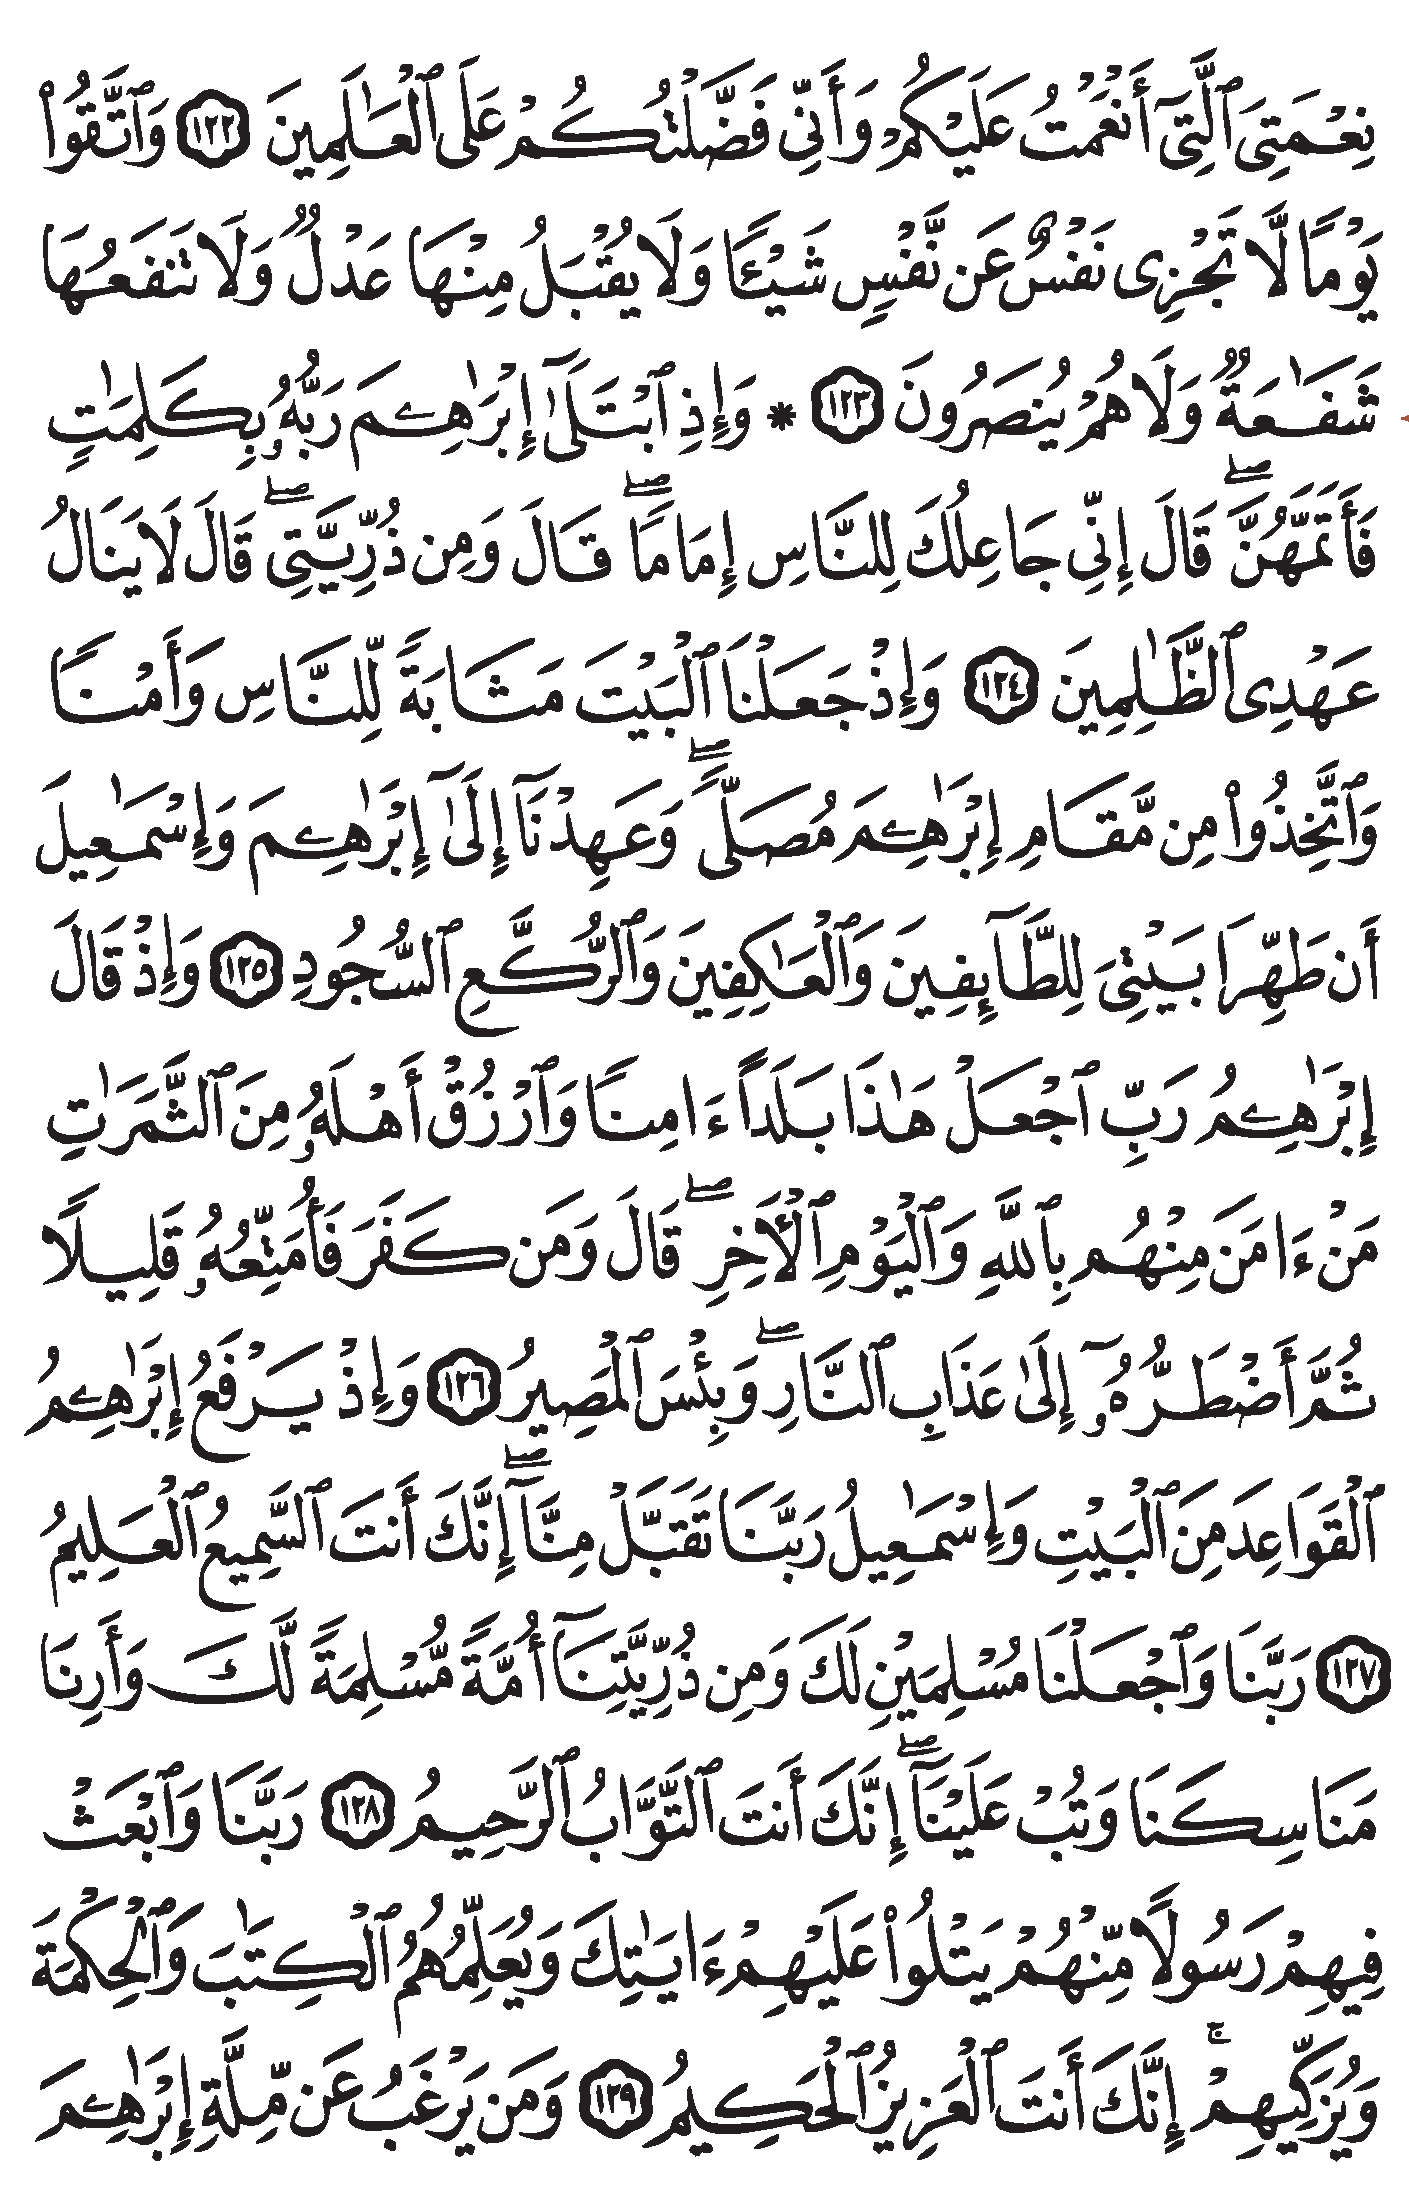 نِعْمَتِىَ ٱلَّتِىٓ أَنْعَمْتُ عَلَيْكُمْ وَأَنِّى فَضَّلْتُكُمْ عَلَى ٱلْعَـٰلَمِينَ ١٢٢ وَٱتَّقُوا۟
يَوْمًا لَّا تَجْزِى نَفْسٌ عَن نَّفْسٍ شَيْـًٔا وَلَا يُقْبَلُ مِنْهَا عَدْلٌ وَلَا تَنفَعُهَا
شَفَـٰعَةٌ وَلَا هُمْ يُنصَرُونَ ١٢٣ * وَإِذِ ٱبْتَلَىٰٓ إِبْرَٰهِـۧمَ رَبُّهُۥ بِكَلِمَـٰتٍ
فَأَتَمَّهُنَّ ۖ قَالَ إِنِّى جَاعِلُكَ لِلنَّاسِ إِمَامًا ۖ قَالَ وَمِن ذُرِّيَّتِى ۖ قَالَ لَا يَنَالُ
عَهْدِى ٱلظَّـٰلِمِينَ ١٢٤ وَإِذْ جَعَلْنَا ٱلْبَيْتَ مَثَابَةً لِّلنَّاسِ وَأَمْنًا
وَٱتَّخِذُوا۟ مِن مَّقَامِ إِبْرَٰهِـۧمَ مُصَلًّى ۖ وَعَهِدْنَآ إِلَىٰٓ إِبْرَٰهِـۧمَ وَإِسْمَـٰعِيلَ
أَن طَهِّرَا بَيْتِىَ لِلطَّآئِفِينَ وَٱلْعَـٰكِفِينَ وَٱلرُّكَّعِ ٱلسُّجُودِ ١٢٥ وَإِذْ قَالَ
إِبْرَٰهِـۧمُ رَبِّ ٱجْعَلْ هَـٰذَا بَلَدًا ءَامِنًا وَٱرْزُقْ أَهْلَهُۥ مِنَ ٱلثَّمَرَٰتِ
مَنْ ءَامَنَ مِنْهُم بِٱللَّهِ وَٱلْيَوْمِ ٱلْـَٔاخِرِ ۖ قَالَ وَمَن كَفَرَ فَأُمَتِّعُهُۥ قَلِيلًا
ثُمَّ أَضْطَرُّهُۥٓ إِلَىٰ عَذَابِ ٱلنَّارِ ۖ وَبِئْسَ ٱلْمَصِيرُ ١٢٦ وَإِذْ يَرْفَعُ إِبْرَٰهِـۧمُ
ٱلْقَوَاعِدَ مِنَ ٱلْبَيْتِ وَإِسْمَـٰعِيلُ رَبَّنَا تَقَبَّلْ مِنَّآ ۖ إِنَّكَ أَنتَ ٱلسَّمِيعُ ٱلْعَلِيمُ
١٢٧ رَبَّنَا وَٱجْعَلْنَا مُسْلِمَيْنِ لَكَ وَمِن ذُرِّيَّتِنَآ أُمَّةً مُّسْلِمَةً لَّكَ وَأَرِنَا
مَنَاسِكَنَا وَتُبْ عَلَيْنَآ ۖ إِنَّكَ أَنتَ ٱلتَّوَّابُ ٱلرَّحِيمُ ١٢٨ رَبَّنَا وَٱبْعَثْ
فِيهِمْ رَسُولًا مِّنْهُمْ يَتْلُوا۟ عَلَيْهِمْ ءَايَـٰتِكَ وَيُعَلِّمُهُمُ ٱلْكِتَـٰبَ وَٱلْحِكْمَةَ
وَيُزَكِّيهِمْ ۚ إِنَّكَ أَنتَ ٱلْعَزِيزُ ٱلْحَكِيمُ ١٢٩ وَمَن يَرْغَبُ عَن مِّلَّةِ إِبْرَٰهِـۧمَ